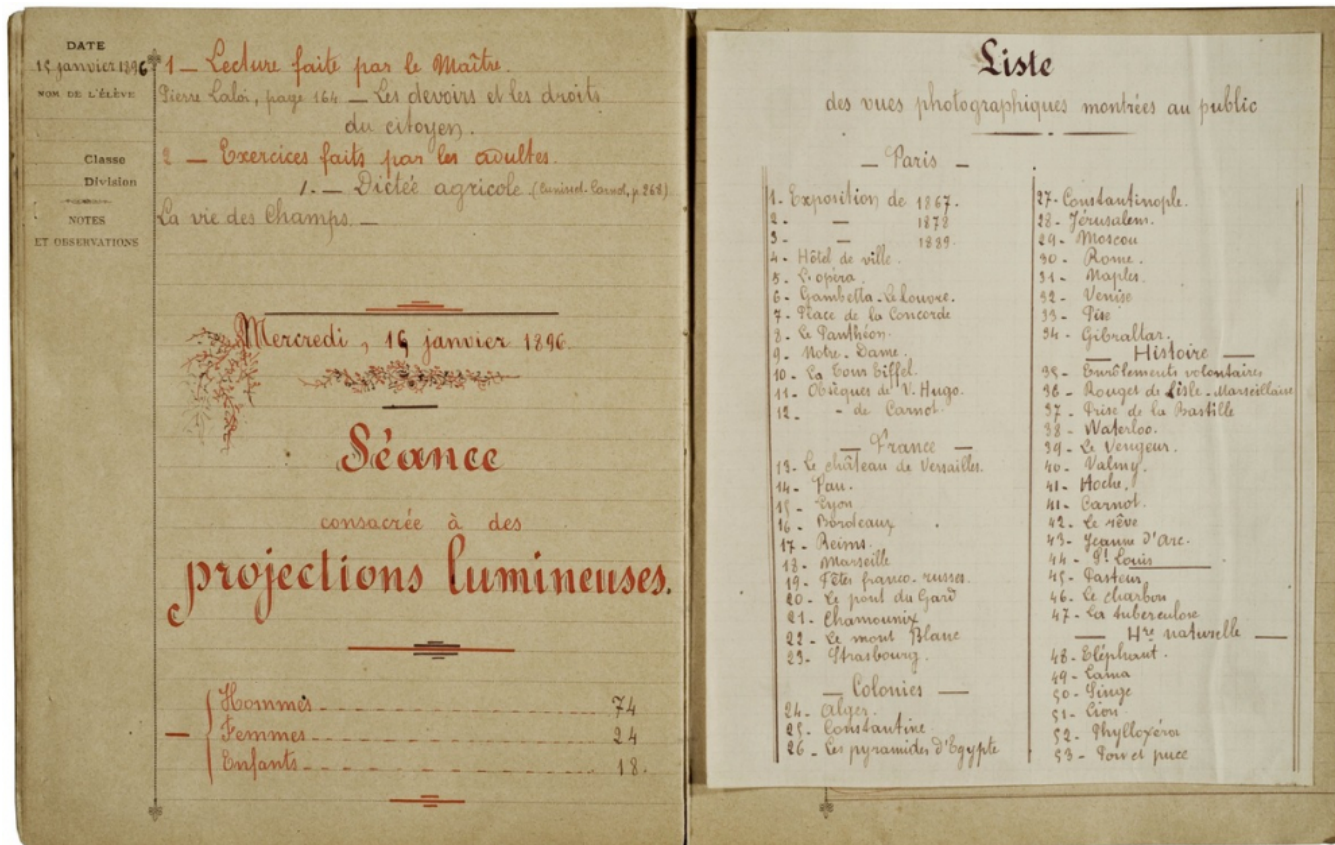 DATE
15 janvier 1896
NOM DE L'ÉLÈVE
Classe
Division
NOTES
ET OBSERVATIONS
1 — Lecture faite par le Maître.
Pierre Laloi, page 164 — Les devoirs et les droits
du citoyen.
2 — Exercices faits par les adultes.
1. — Dictée agricole (Cunisset-Carnot, p. 268)
La vie des Champs. —
Mercredi, 15 janvier 1896.
Séance
consacrée à des
projections lumineuses.
Hommes 74
Femmes 24
Enfants 18.
Liste
des vues photographiques montrées au public
— Paris —
1 - Exposition de 1867.
2 - — 1878
3 - — 1889.
4 - Hôtel de ville.
5 - L'opéra.
6 - Gambetta - Le louvre.
7 - Place de la Concorde
8 - Le Panthéon.
9 - Notre-Dame.
10 - La Tour Eiffel.
11 - Obsèques de V. Hugo.
12 - - de Carnot.
— France —
13 - Le château de Versailles.
14 - Pau.
15 - Lyon
16 - Bordeaux
17 - Reims.
18 - Marseille
19 - Fêtes franco-russes.
20 - Le pont du Gard
21 - Chamounix
22 - Le mont Blanc
23 - Strasbourg.
— Colonies —
24 - Alger.
25 - Constantine
26 - Les pyramides d'Egypte
27 - Constantinople.
28 - Jérusalem.
29 - Moscou
30 - Rome.
31 - Naples.
32 - Venise
33 - Pise
34 - Gibraltar.
— Histoire —
35 - Enrôlements volontaires
36 - Rouges de Lisle - Marseillaise
37 - Prise de la Bastille
38 - Waterloo.
39 - Le Vengeur.
40 - Valmy.
41 - Hoche.
41 - Carnot.
42 - Le rêve
43 - Jeanne d'Arc.
44 - St Louis
45 - Pasteur.
46 - Le charbon
47 - La tuberculose
— Hre naturelle —
48 - Eléphant.
49 - Lama
50 - Singe
51 - Lion
52 - Phylloxéra
53 - Pou et puce